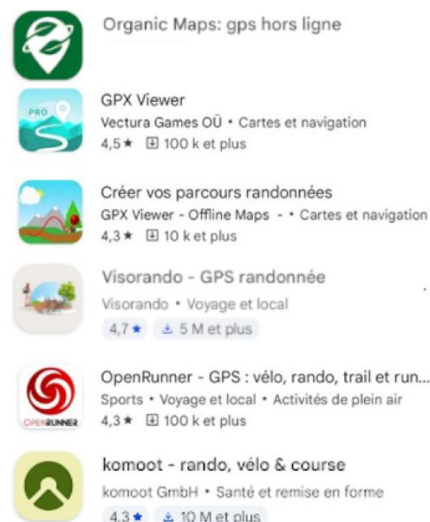 Organic Maps: gps hors ligne
PRO
GPX Viewer
Vectura Games OÜ • Cartes et navigation
4,5★ 100 k et plus
Créer vos parcours randonnées
GPX Viewer - Offline Maps - • Cartes et navigation
4,3★ 10 k et plus
Visorando - GPS randonnée
Visorando • Voyage et local
4,7★ 5 M et plus
OpenRunner - GPS : vélo, rando, trail et run...
Sports • Voyage et local • Activités de plein air
OPENRUNNER
4,3★ 100 k et plus
komoot - rando, vélo & course
komoot GmbH • Santé et remise en forme
4,3★ 10 M et plus